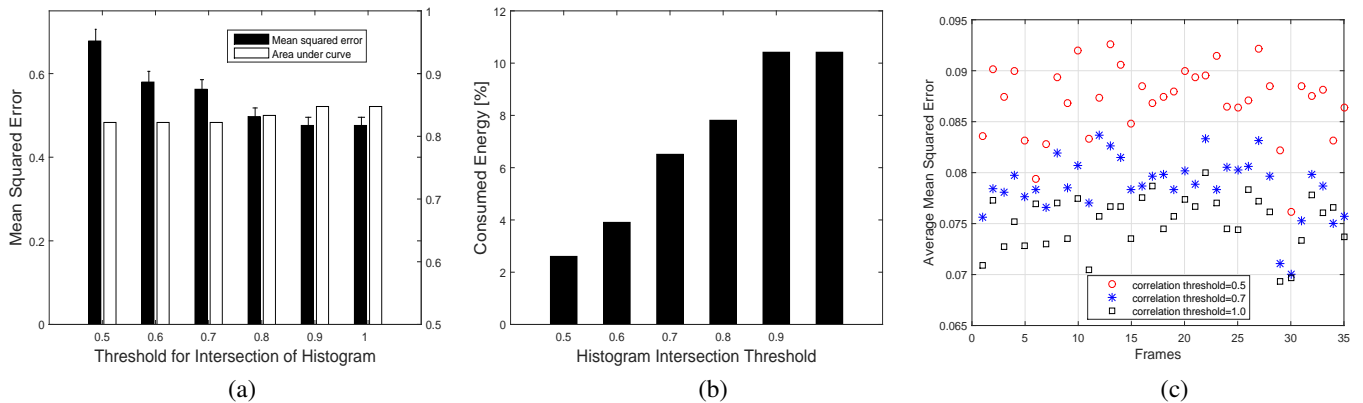 Mean Squared Error
0.6
0.4
0.2
0
1
0.9
0.8
0.7
0.6
0.5
Mean squared error
Area under curve
0.5 0.6 0.7 0.8 0.9 1
Threshold for Intersection of Histogram
(a)
Consumed Energy [%]
12
10
8
6
4
2
0
0.5 0.6 0.7 0.8 0.9
Histogram Intersection Threshold
(b)
Average Mean Squared Error
0.095
0.09
0.085
0.08
0.075
0.07
0.065
correlation threshold=0.5
correlation threshold=0.7
correlation threshold=1.0
0 5 10 15 20 25 30 35
Frames
(c)